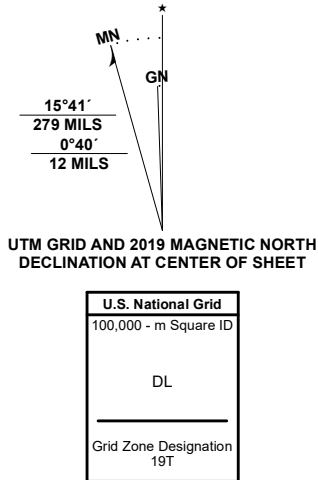 ★
MN
GN
15°41´
279 MILS
0°40´
12 MILS
UTM GRID AND 2019 MAGNETIC NORTH
DECLINATION AT CENTER OF SHEET
U.S. National Grid
100,000 - m Square ID
DL
Grid Zone Designation
19T